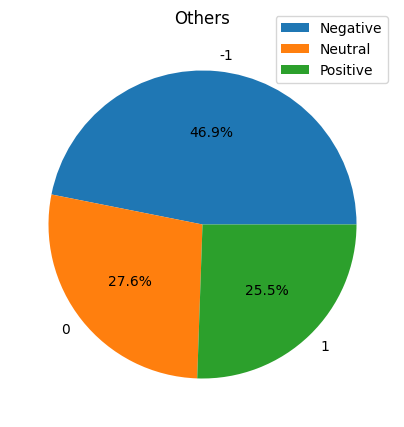 Others
Negative
Neutral
Positive
-1
46.9%
27.6%
25.5%
0
1